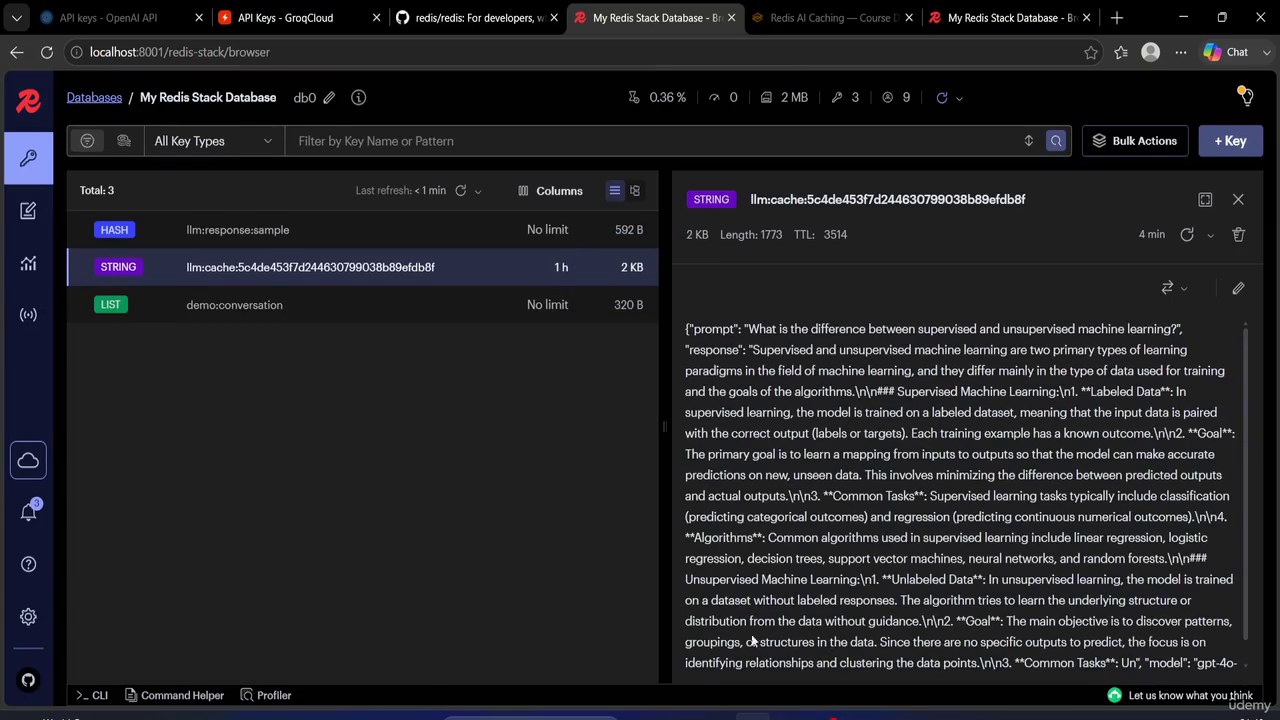 API keys - OpenAI API
API Keys - GroqCloud
redis/redis: For developers, w
My Redis Stack Database - Br
Redis AI Caching — Course D
My Redis Stack Database - Br
localhost:8001/redis-stack/browser
Chat
Databases / My Redis Stack Database db0
0.36 % 0 2 MB 3 9
All Key Types
Filter by Key Name or Pattern
Bulk Actions
+ Key
Total: 3
Last refresh: < 1 min
Columns
HASH llm:response:sample No limit 592 B
STRING llm:cache:5c4de453f7d244630799038b89efdb8f 1 h 2 KB
LIST demo:conversation No limit 320 B
STRING llm:cache:5c4de453f7d244630799038b89efdb8f
2 KB Length: 1773 TTL: 3514 4 min
{"prompt": "What is the difference between supervised and unsupervised machine learning?",
"response": "Supervised and unsupervised machine learning are two primary types of learning
paradigms in the field of machine learning, and they differ mainly in the type of data used for training
and the goals of the algorithms.\n\n### Supervised Machine Learning:\n1. **Labeled Data**: In
supervised learning, the model is trained on a labeled dataset, meaning that the input data is paired
with the correct output (labels or targets). Each training example has a known outcome.\n\n2. **Goal**:
The primary goal is to learn a mapping from inputs to outputs so that the model can make accurate
predictions on new, unseen data. This involves minimizing the difference between predicted outputs
and actual outputs.\n\n3. **Common Tasks**: Supervised learning tasks typically include classification
(predicting categorical outcomes) and regression (predicting continuous numerical outcomes).\n\n4.
**Algorithms**: Common algorithms used in supervised learning include linear regression, logistic
regression, decision trees, support vector machines, neural networks, and random forests.\n\n###
Unsupervised Machine Learning:\n1. **Unlabeled Data**: In unsupervised learning, the model is trained
on a dataset without labeled responses. The algorithm tries to learn the underlying structure or
distribution from the data without guidance.\n\n2. **Goal**: The main objective is to discover patterns,
groupings, or structures in the data. Since there are no specific outputs to predict, the focus is on
identifying relationships and clustering the data points.\n\n3. **Common Tasks**: Un", "model": "gpt-4o-
3
>_ CLI
Command Helper
Profiler
Let us know what you think
udemy